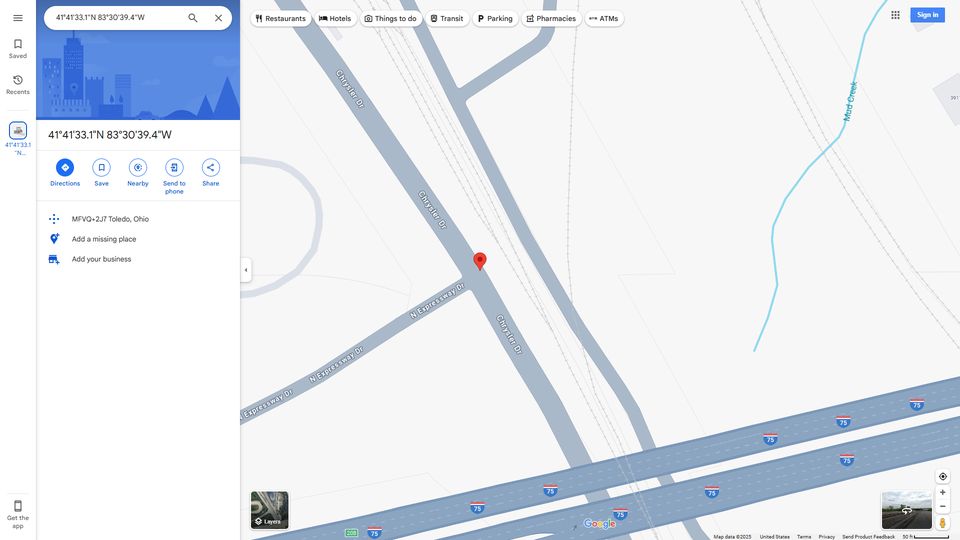 41°41'33.1"N 83°30'39.4"W
Restaurants
Hotels
Things to do
Transit
Parking
Pharmacies
ATMs
Sign in
Saved
Recents
41°41'33.1
"N...
41°41'33.1"N 83°30'39.4"W
Directions
Save
Nearby
Send to
phone
Share
MFVQ+2J7 Toledo, Ohio
Add a missing place
Add your business
Get the
app
Chrysler Dr
Chrysler Dr
Chrysler Dr
N Expressway Dr
N Expressway Dr
N Expressway Dr
Mud Creek
391
75
75
75
75
75
75
75
75
75
208
Layers
Google
Map data ©2025
United States
Terms
Privacy
Send Product Feedback
50 ft